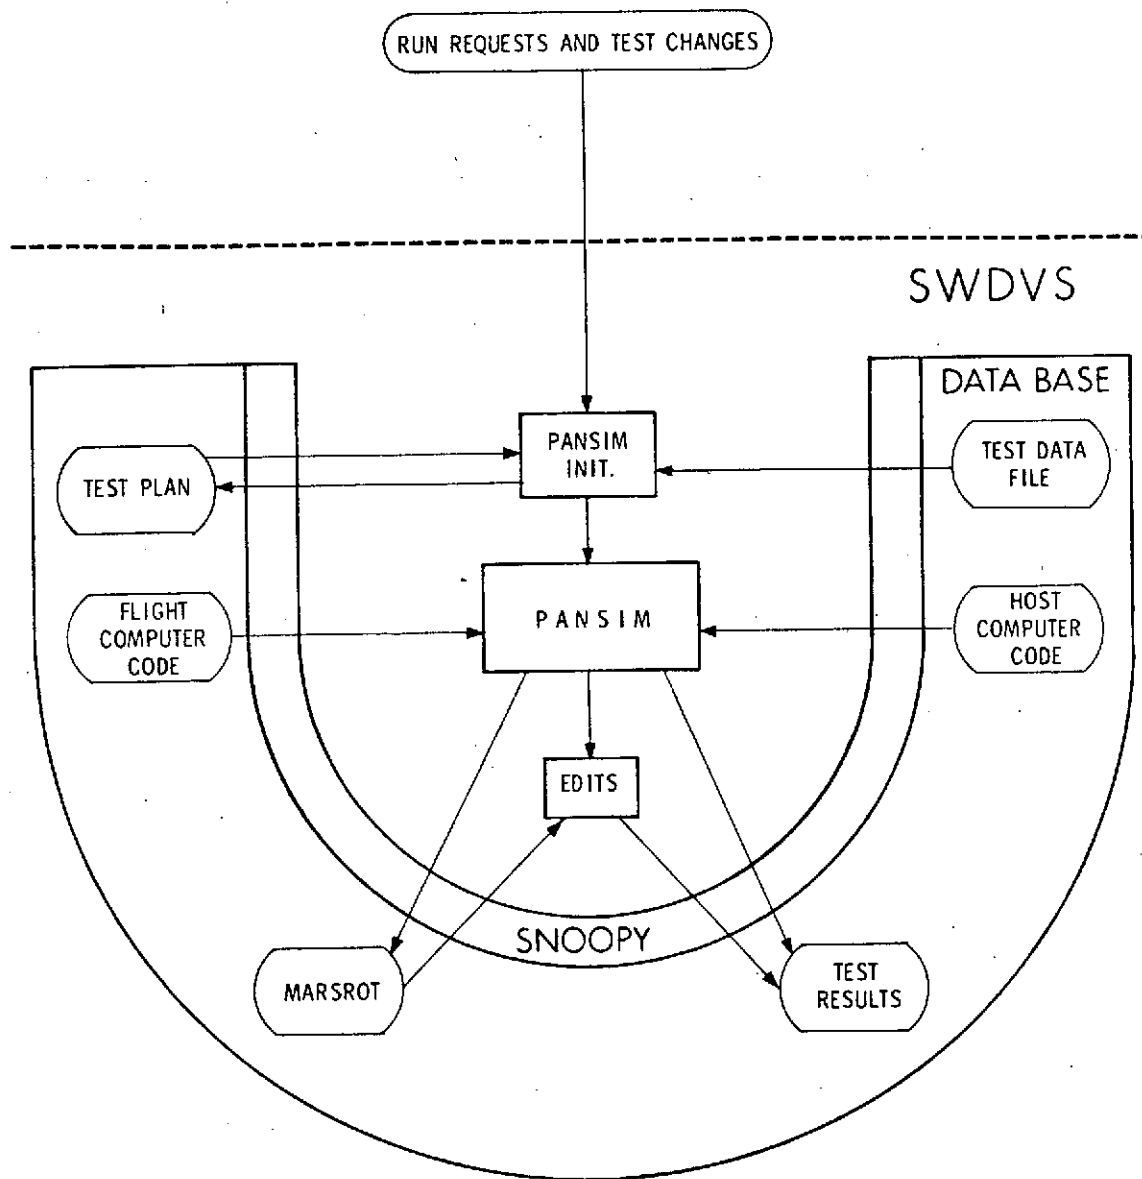 RUN REQUESTS AND TEST CHANGES
SWDVS
DATA BASE
PANSIM
INIT.
TEST PLAN
TEST DATA
FILE
FLIGHT
COMPUTER
CODE
PANSIM
HOST
COMPUTER
CODE
EDITS
SNOOPY
MARSROT
TEST
RESULTS